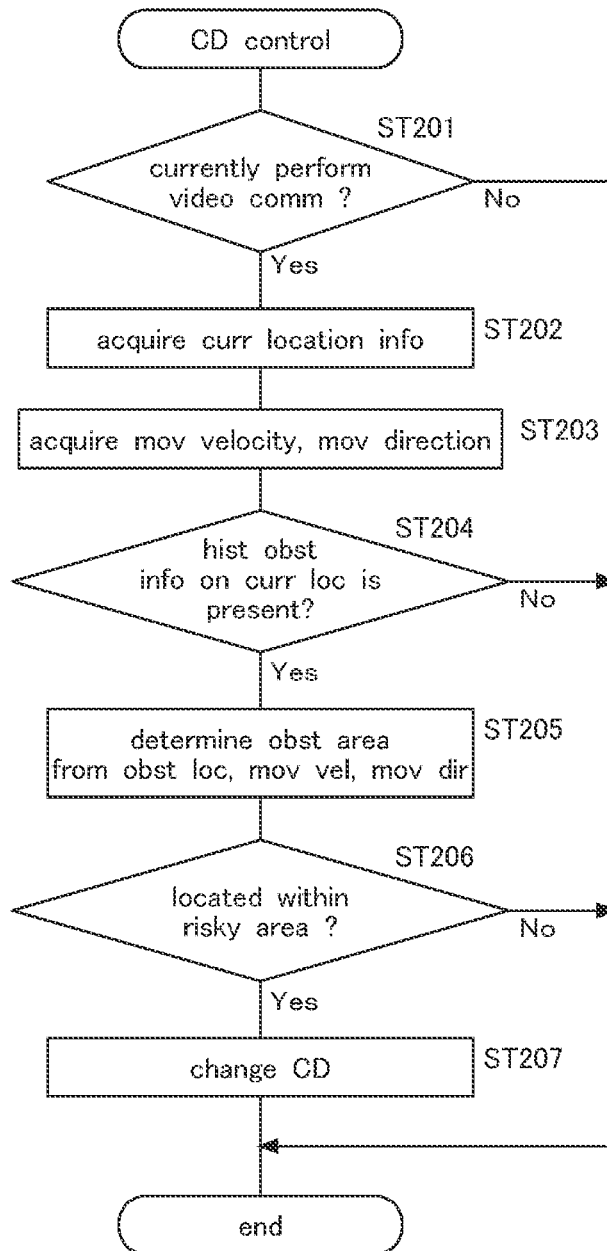 CD control
ST201
currently perform
video comm ?
No
Yes
acquire curr location info
ST202
acquire mov velocity, mov direction
ST203
ST204
hist obst
info on curr loc is
present?
No
Yes
determine obst area
from obst loc, mov vel, mov dir
ST205
ST206
located within
risky area ?
No
Yes
change CD
ST207
end